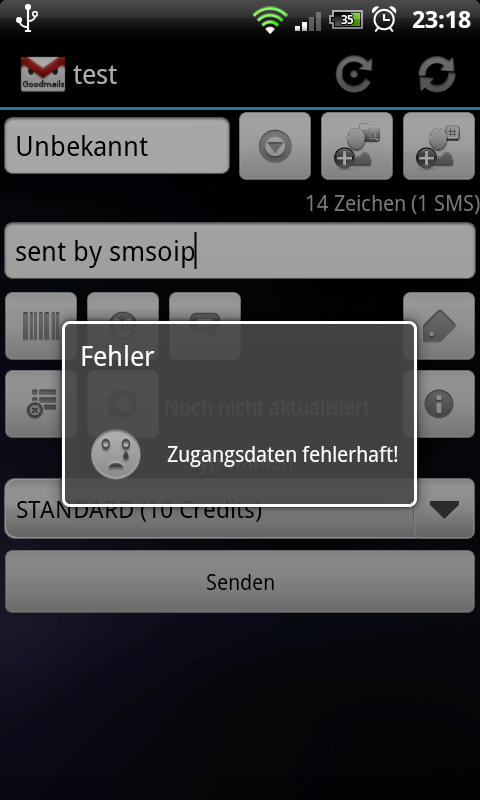 35 23:18
Goodmails test
Unbekannt
@ #
14 Zeichen (1 SMS)
sent by smsoip
Fehler
Noch nicht aktualisiert
Zugangsdaten fehlerhaft!
STANDARD (10 Credits)
Senden